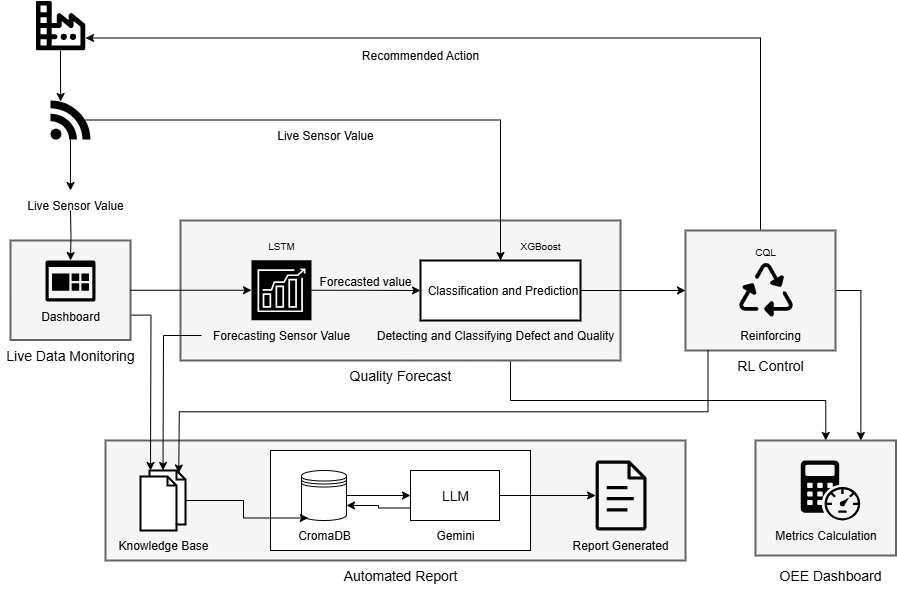 Recommended Action
Live Sensor Value
Live Sensor Value
LSTM
XGBoost
CQL
Forecasted value
Classification and Prediction
Dashboard
Forecasting Sensor Value
Detecting and Classifying Defect and Quality
Reinforcing
Live Data Monitoring
Quality Forecast
RL Control
LLM
CromaDB
Gemini
Knowledge Base
Report Generated
Metrics Calculation
Automated Report
OEE Dashboard